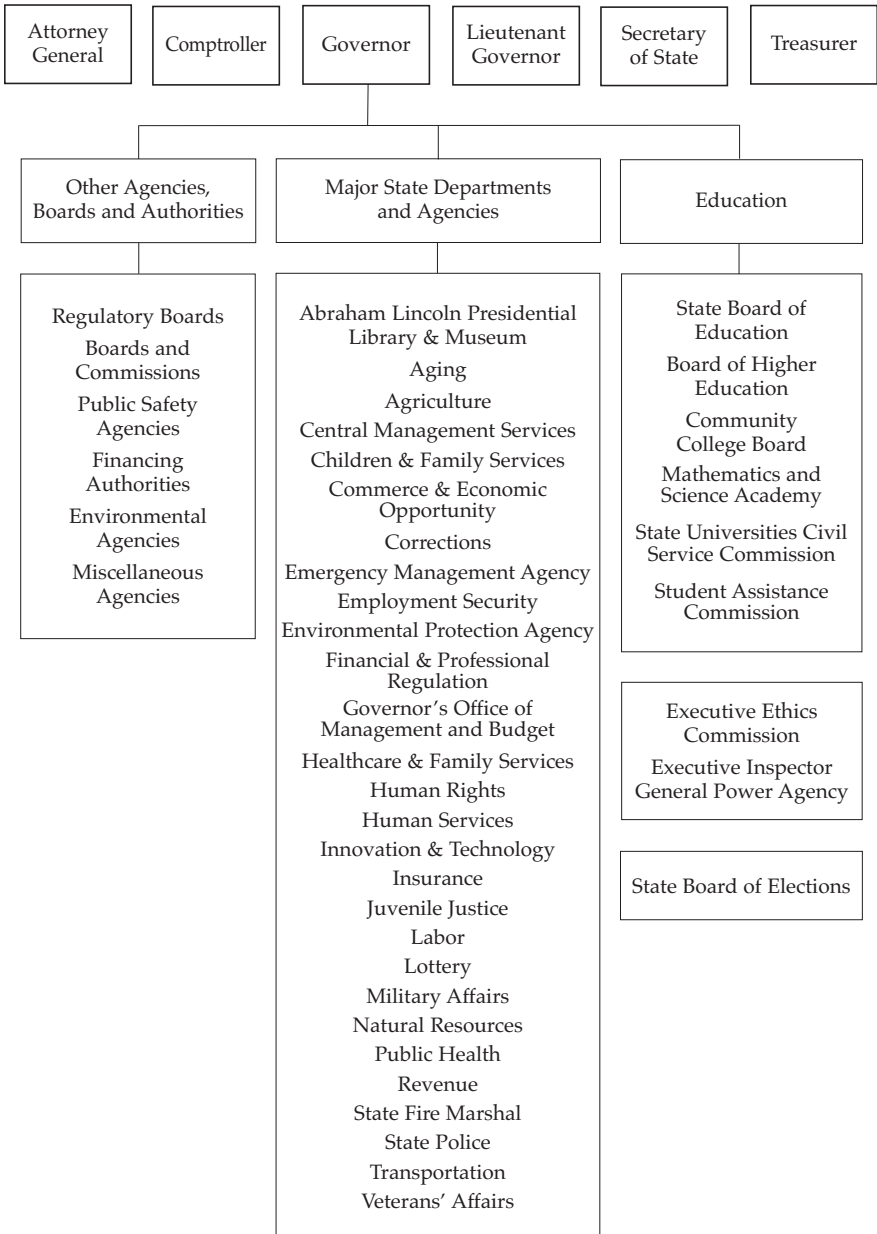 Attorney
General
Comptroller
Governor
Lieutenant
Governor
Secretary
of State
Treasurer
Other Agencies,
Boards and Authorities
Major State Departments
and Agencies
Education
Regulatory Boards
Boards and
Commissions
Public Safety
Agencies
Financing
Authorities
Environmental
Agencies
Miscellaneous
Agencies
Abraham Lincoln Presidential
Library & Museum
Aging
Agriculture
Central Management Services
Children & Family Services
Commerce & Economic
Opportunity
Corrections
Emergency Management Agency
Employment Security
Environmental Protection Agency
Financial & Professional
Regulation
Governor's Office of
Management and Budget
Healthcare & Family Services
Human Rights
Human Services
Innovation & Technology
Insurance
Juvenile Justice
Labor
Lottery
Military Affairs
Natural Resources
Public Health
Revenue
State Fire Marshal
State Police
Transportation
Veterans' Affairs
State Board of
Education
Board of Higher
Education
Community
College Board
Mathematics and
Science Academy
State Universities Civil
Service Commission
Student Assistance
Commission
Executive Ethics
Commission
Executive Inspector
General Power Agency
State Board of Elections